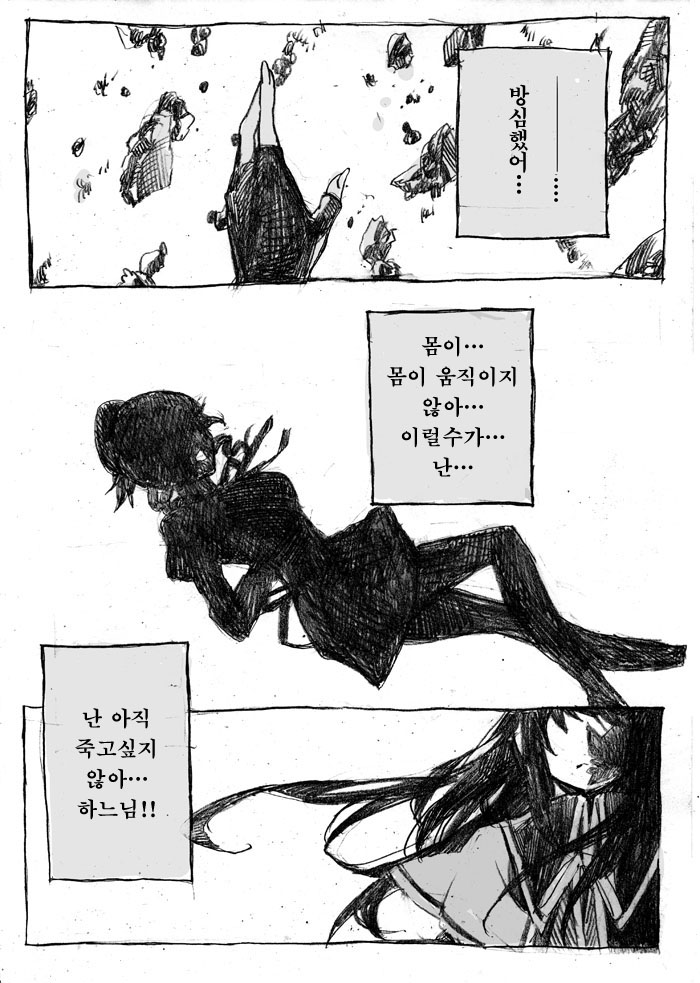 ────……
방심했어…
몸이…
몸이 움직이지
않아…
이럴수가…
난…
난 아직
죽고싶지
않아…
하느님!!